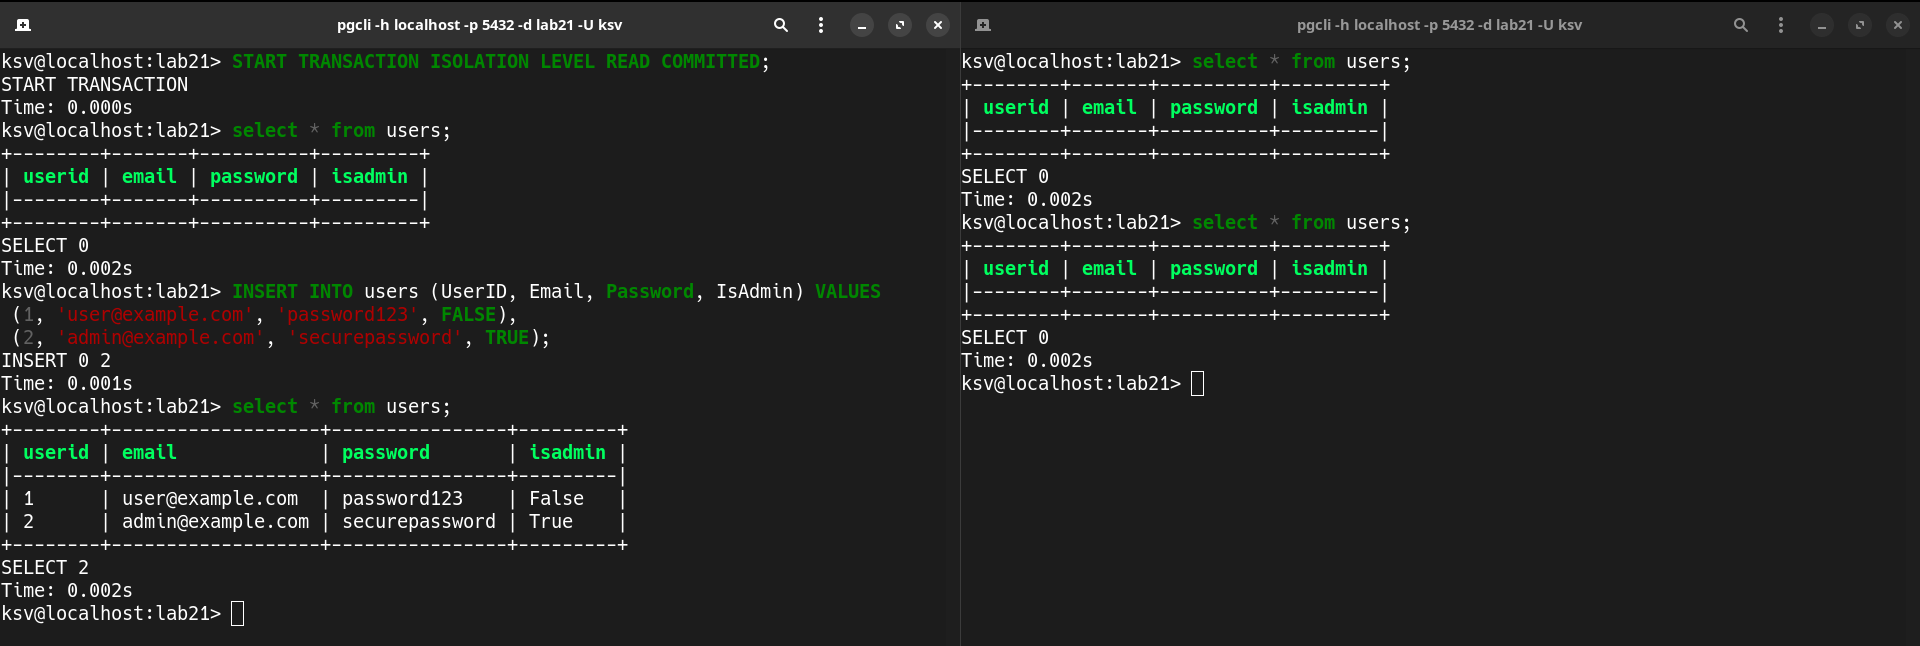 pgcli -h localhost -p 5432 -d lab21 -U ksv
ksv@localhost:lab21> START TRANSACTION ISOLATION LEVEL READ COMMITTED;
START TRANSACTION
Time: 0.000s
ksv@localhost:lab21> select * from users;
+--------+-------+----------+---------+
| userid | email | password | isadmin |
|--------+-------+----------+---------|
+--------+-------+----------+---------+
SELECT 0
Time: 0.002s
ksv@localhost:lab21> INSERT INTO users (UserID, Email, Password, IsAdmin) VALUES
 (1, 'user@example.com', 'password123', FALSE),
 (2, 'admin@example.com', 'securepassword', TRUE);
INSERT 0 2
Time: 0.001s
ksv@localhost:lab21> select * from users;
+--------+-------------------+----------------+---------+
| userid | email             | password       | isadmin |
|--------+-------------------+----------------+---------|
| 1      | user@example.com  | password123    | False   |
| 2      | admin@example.com | securepassword | True    |
+--------+-------------------+----------------+---------+
SELECT 2
Time: 0.002s
ksv@localhost:lab21>
pgcli -h localhost -p 5432 -d lab21 -U ksv
ksv@localhost:lab21> select * from users;
+--------+-------+----------+---------+
| userid | email | password | isadmin |
|--------+-------+----------+---------|
+--------+-------+----------+---------+
SELECT 0
Time: 0.002s
ksv@localhost:lab21> select * from users;
+--------+-------+----------+---------+
| userid | email | password | isadmin |
|--------+-------+----------+---------|
+--------+-------+----------+---------+
SELECT 0
Time: 0.002s
ksv@localhost:lab21>